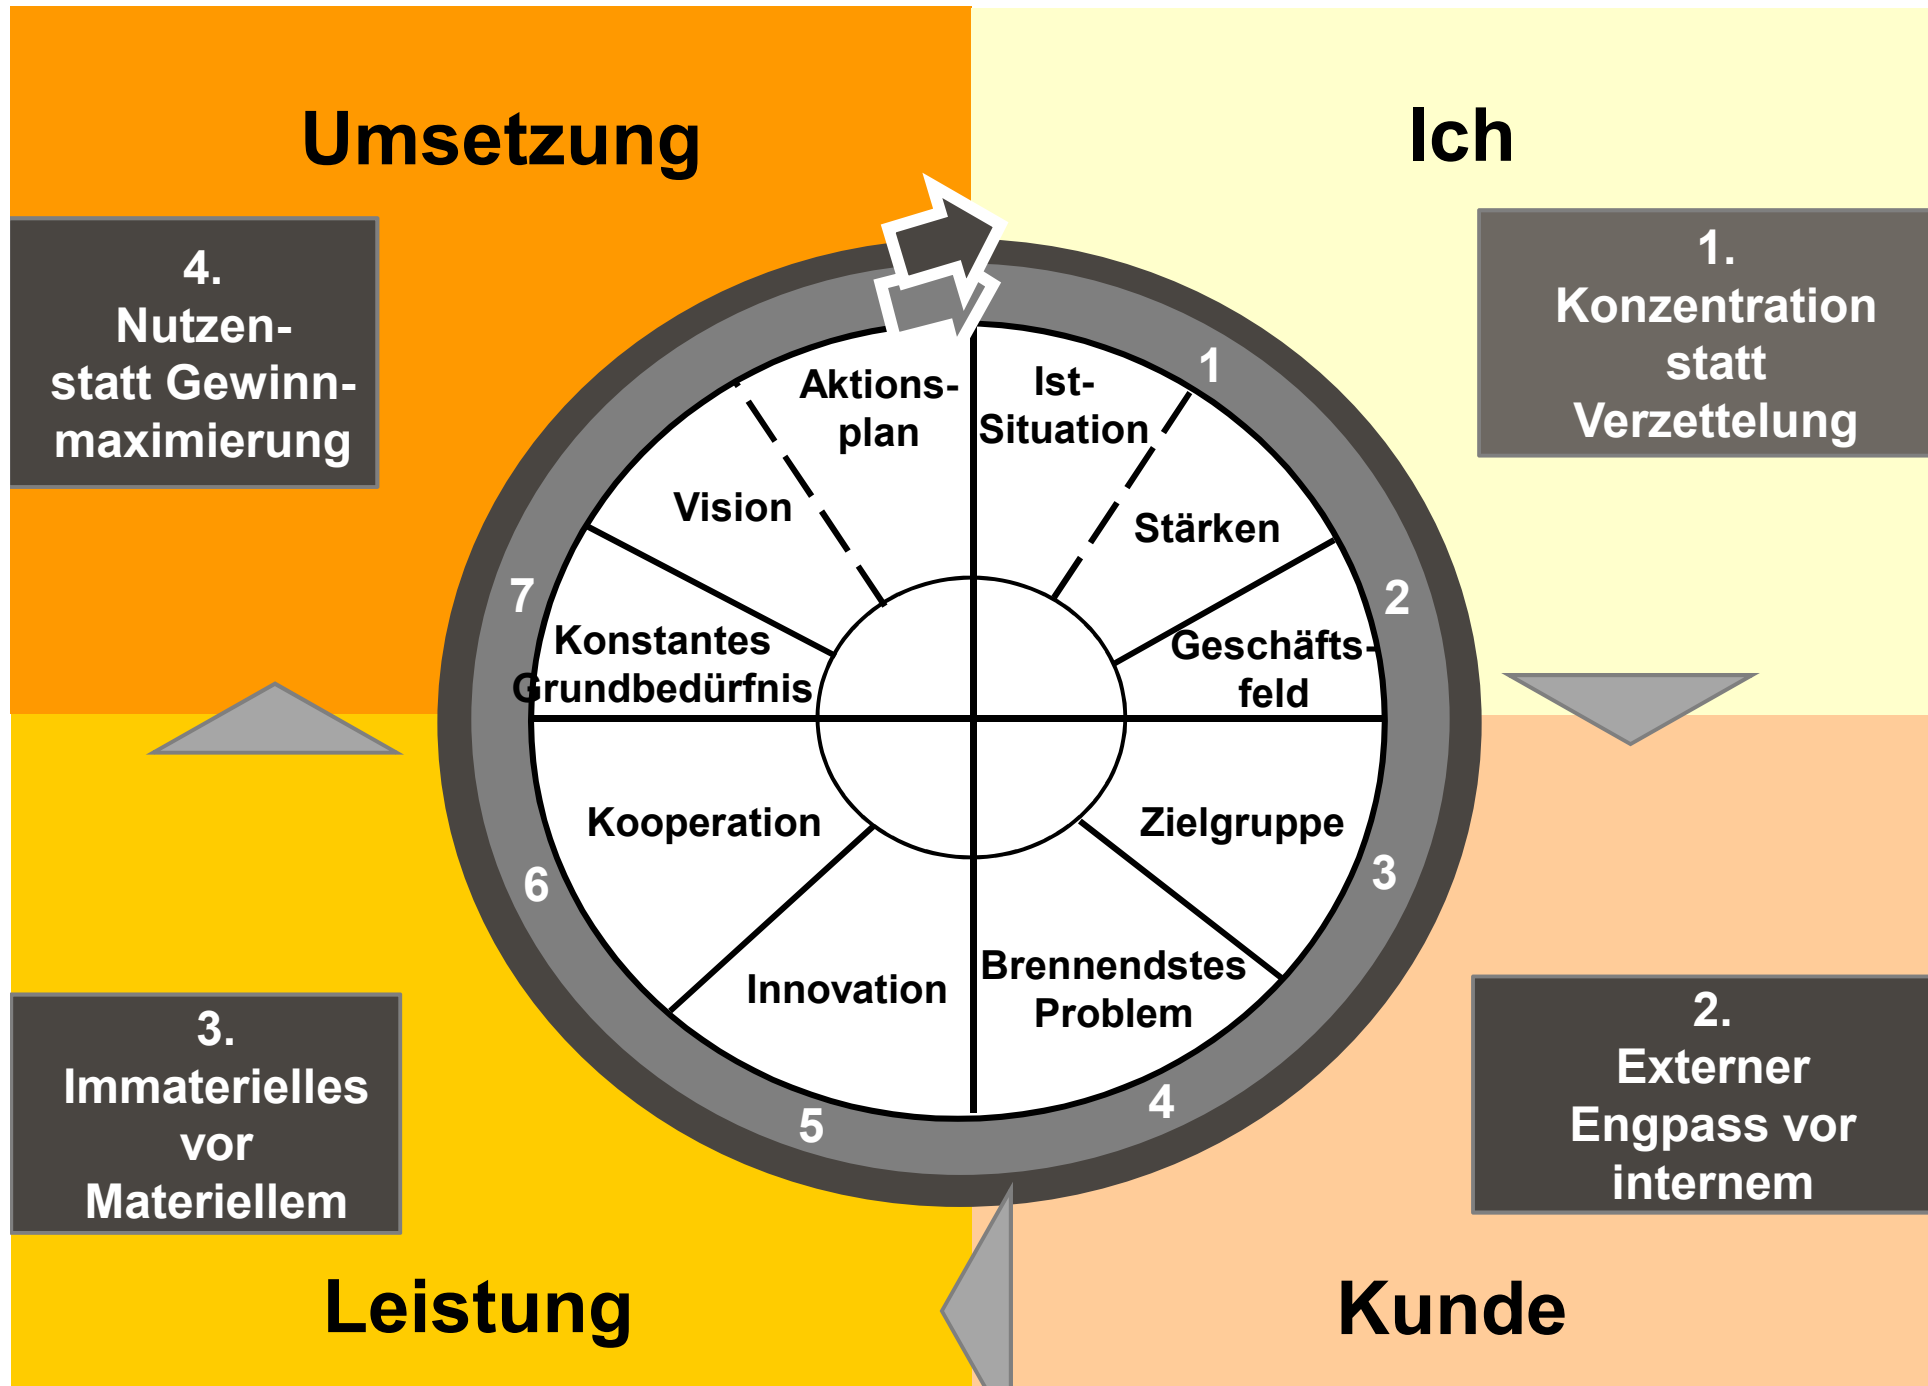 Umsetzung
Ich
4.
Nutzen-
statt Gewinn-
maximierung
1.
Konzentration
statt
Verzettelung
Aktions-
plan
Ist-
Situation
1
Vision
Stärken
7
2
Konstantes
Grundbedürfnis
Geschäfts-
feld
Kooperation
Zielgruppe
6
3
Innovation
Brennendstes
Problem
5
4
3.
Immaterielles
vor
Materiellem
2.
Externer
Engpass vor
internem
Leistung
Kunde